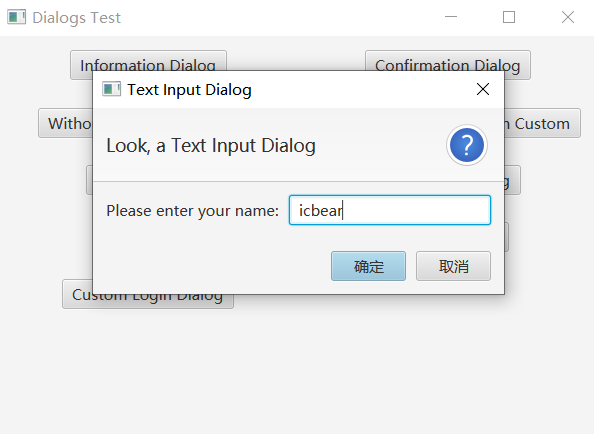 Dialogs Test
Information Dialog
Confirmation Dialog
Text Input Dialog
Custom
Look, a Text Input Dialog
Please enter your name: icbear
确定 取消
Custom Login Dialog